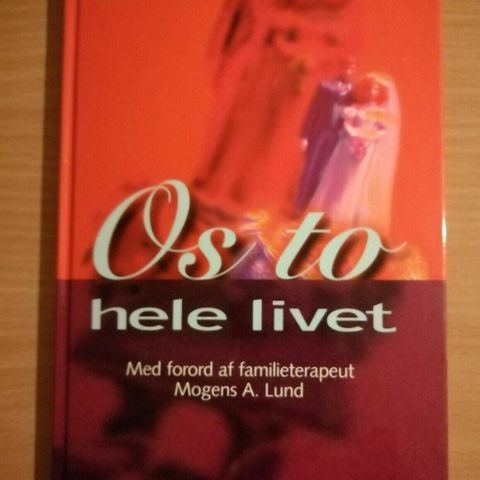 Os to
hele livet
Med forord af familieterapeut
Mogens A. Lund